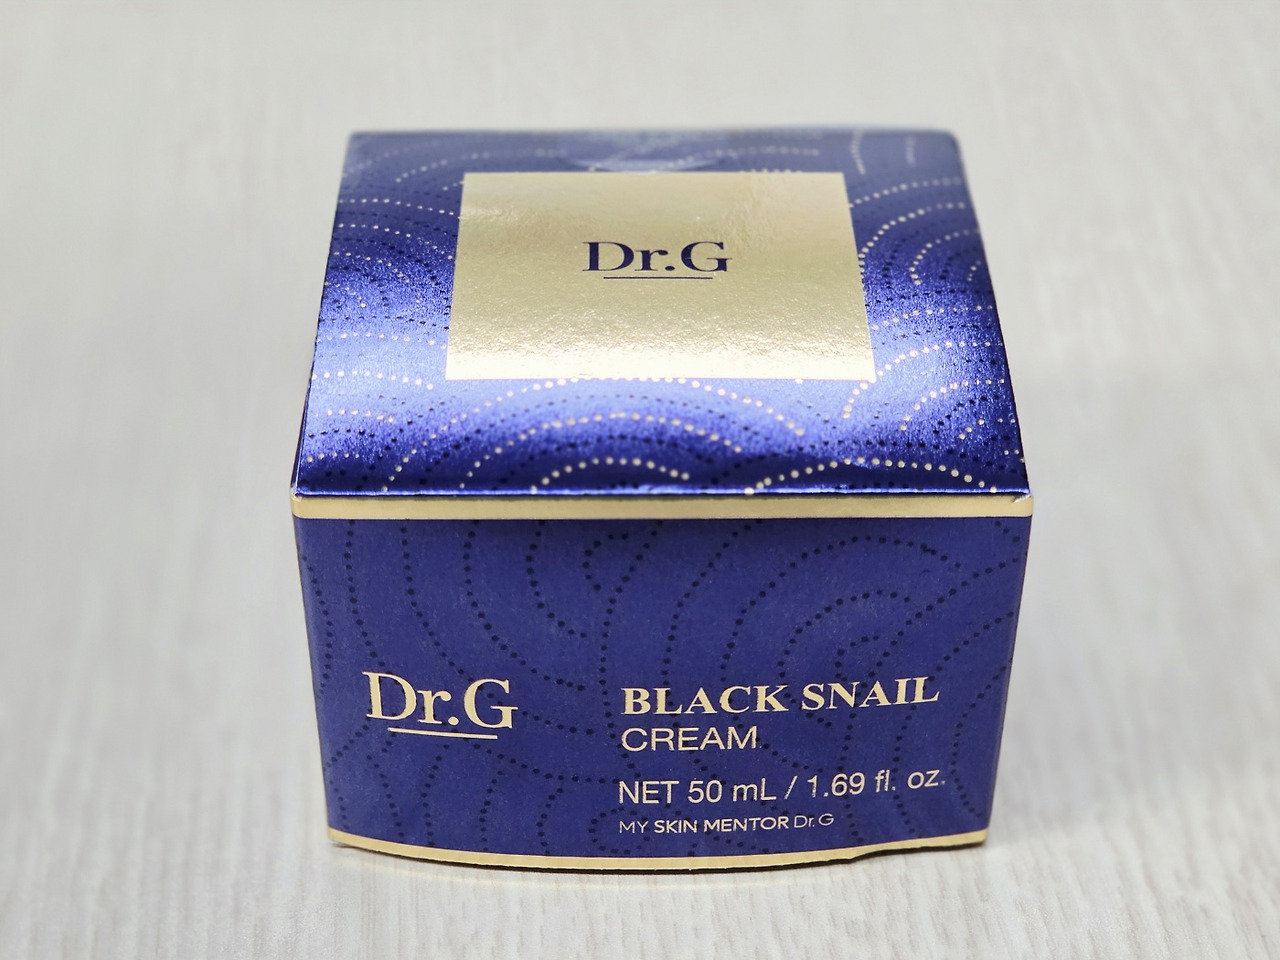 Dr.G
Dr.G
BLACK SNAIL
CREAM
NET 50 mL / 1.69 fl. oz.
MY SKIN MENTOR Dr.G